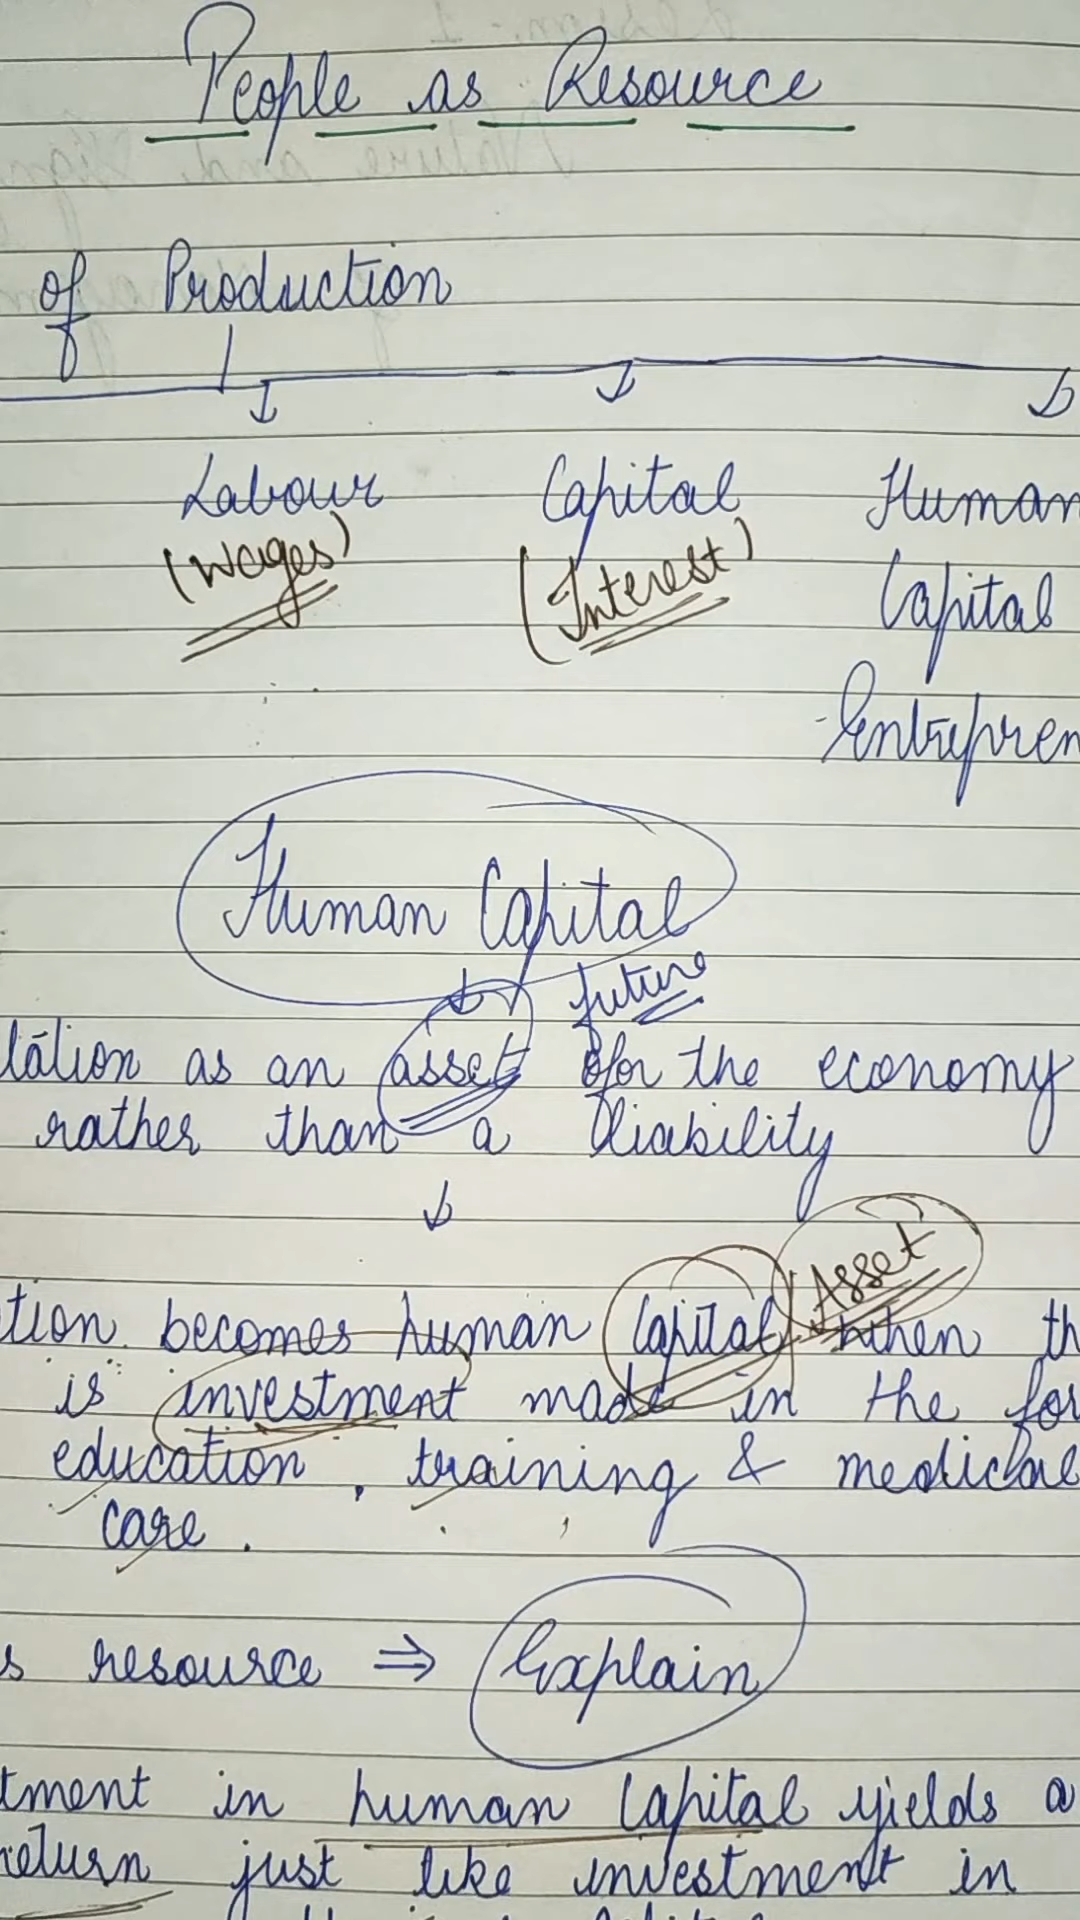 People as Resource
of Production
Labour Capital Human
(Wages) (Interest) Capital
Entrepren
Human Capital
future
lation as an asset for the economy
rather than a liability
Asset
tion becomes human capital when th
is investment made in the for
education, training &
care.
s resource ⇒ Explain
tment in human capital yields a
return just like investment in